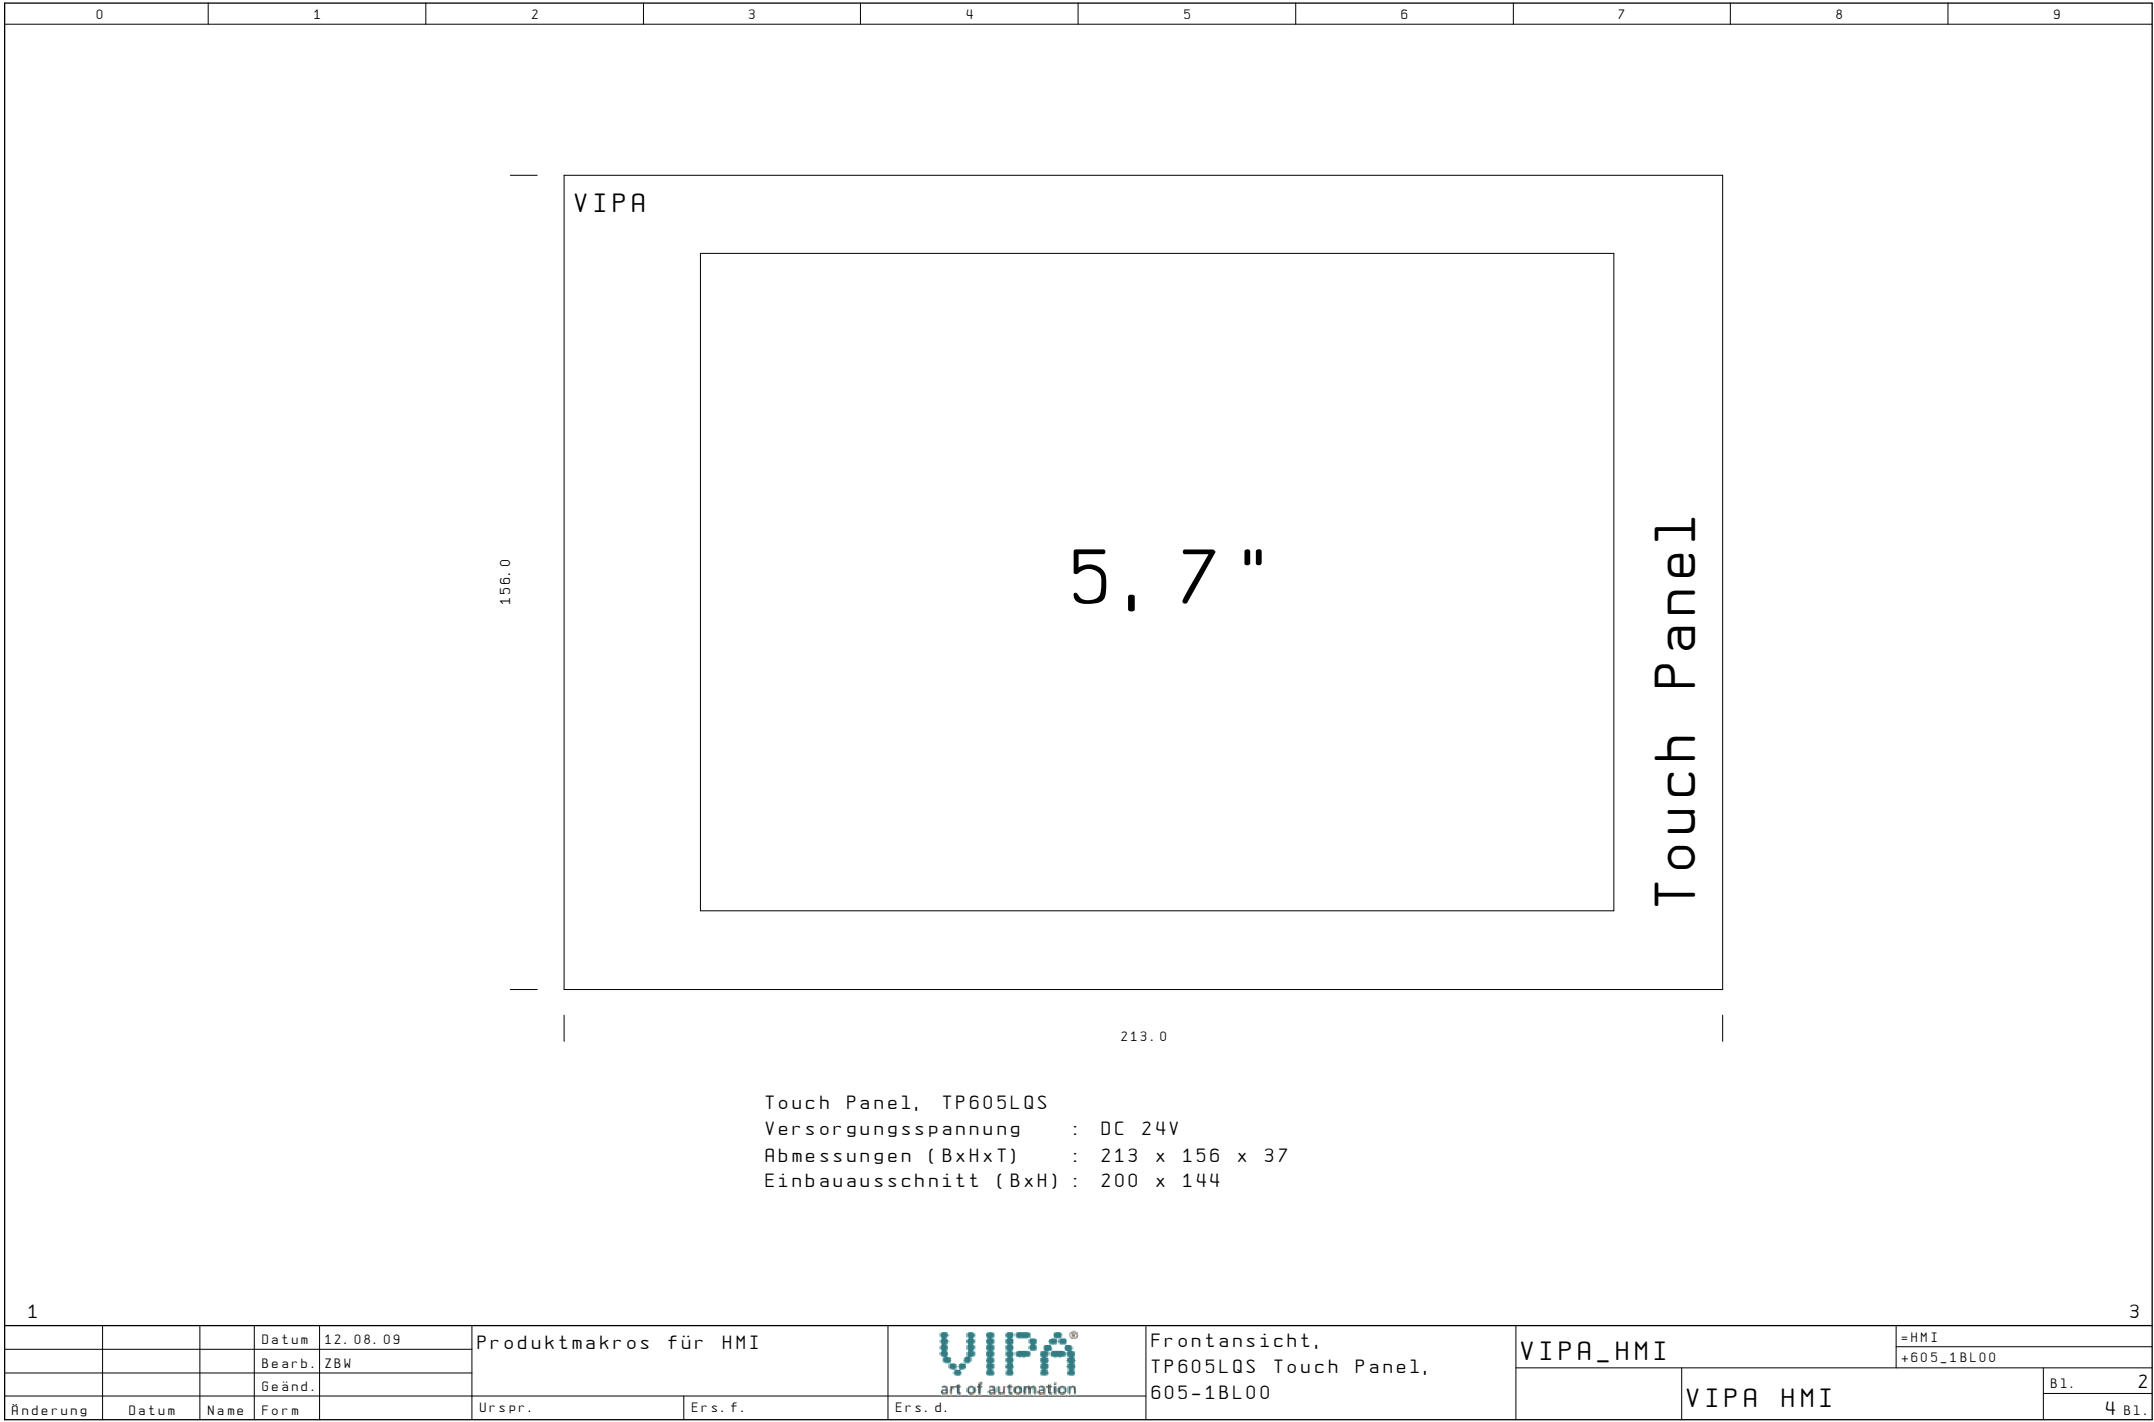 0 1 2 3 4 5 6 7 8 9
VIPA
156.0
5,7"
Touch Panel
213.0
Touch Panel, TP605LQS
Versorgungsspannung : DC 24V
Abmessungen (BxHxT) : 213 x 156 x 37
Einbauausschnitt (BxH) : 200 x 144
1
3
Datum 12.08.09
Bearb. ZBW
Geänd.
Änderung Datum Name Form
Produktmakros für HMI
Urspr. Ers.f. Ers.d.
VIPA®
art of automation
Frontansicht,
TP605LQS Touch Panel,
605-1BL00
VIPA_HMI
=HMI
+605_1BL00
VIPA HMI
Bl. 2
4 Bl.